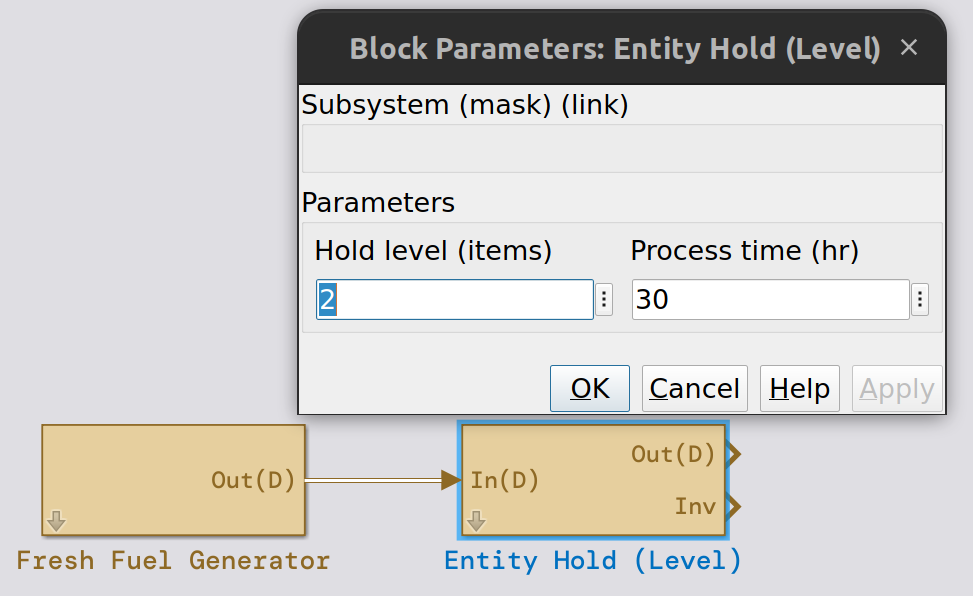 Block Parameters: Entity Hold (Level)
Subsystem (mask) (link)
Parameters
Hold level (items) Process time (hr)
2 30
OK Cancel Help Apply
Out(D)
Out(D) In(D)
Inv
Fresh Fuel Generator Entity Hold (Level)